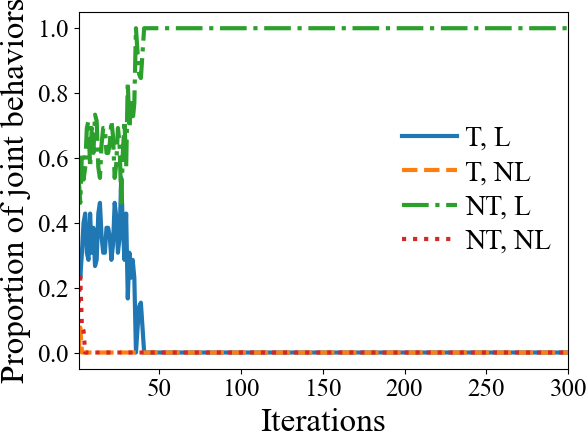 Proportion of joint behaviors
1.0
0.8
0.6
0.4
0.2
0.0
T, L
T, NL
NT, L
NT, NL
50 100 150 200 250 300
Iterations